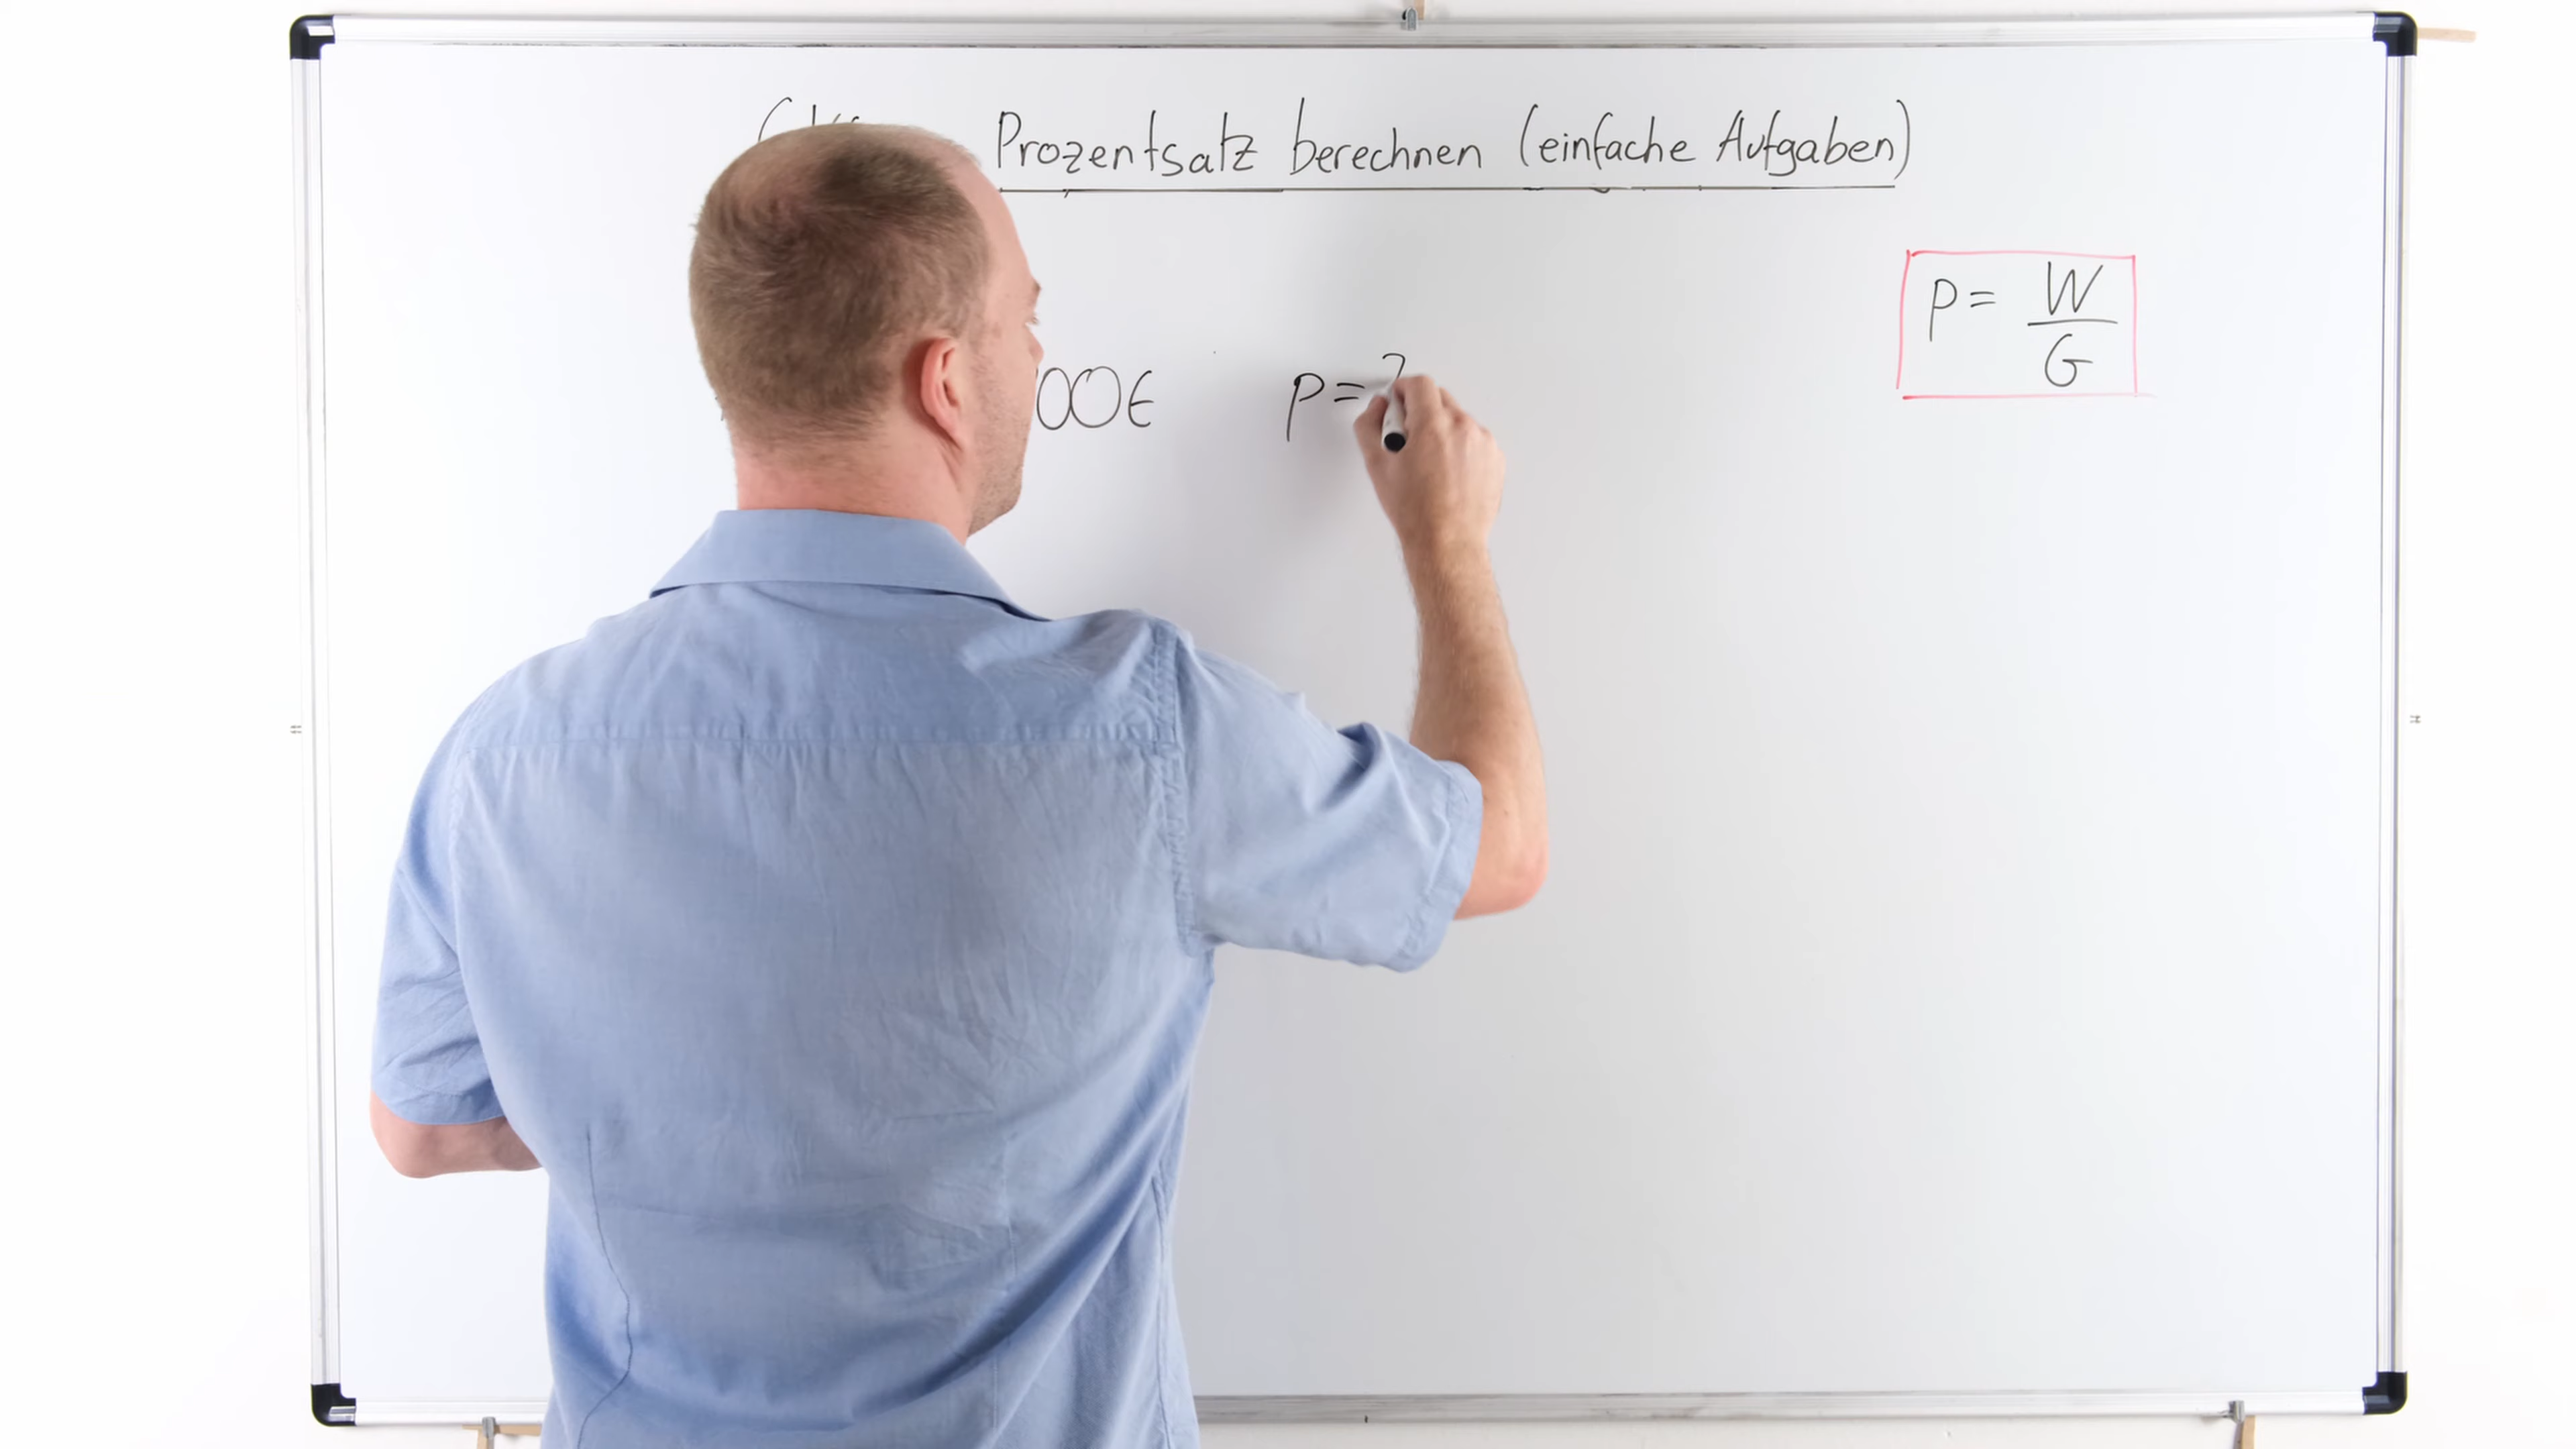 Prozentsatz berechnen (einfache Aufgaben)
p = W
G
00€ p = ?